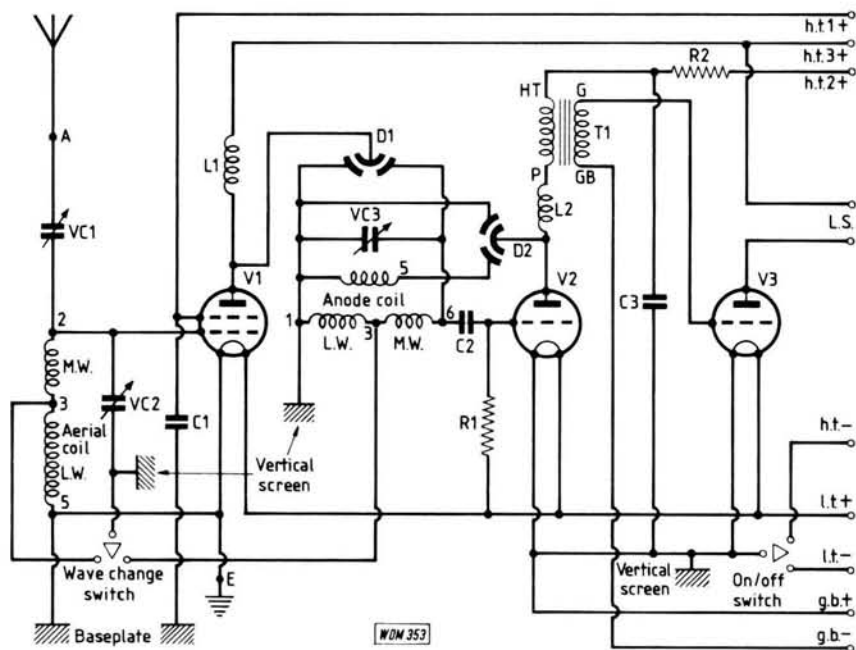 h.t.1+
h.t.3+
R2
h.t.2+
HT
G
A
D1
T1
L1
P
GB
VC1
VC3
L2
L.S.
D2
5
V1
V2
C3
V3
2
Anode coil
1
6
L.W.
3
M.W.
C2
M.W.
VC2
3
C1
R1
h.t.–
Aerial
coil
L.W.
Vertical
screen
5
l.t.+
Wave change
switch
E
Vertical
screen
On/off
switch
l.t.–
g.b.+
Baseplate
WDM 353
g.b.–